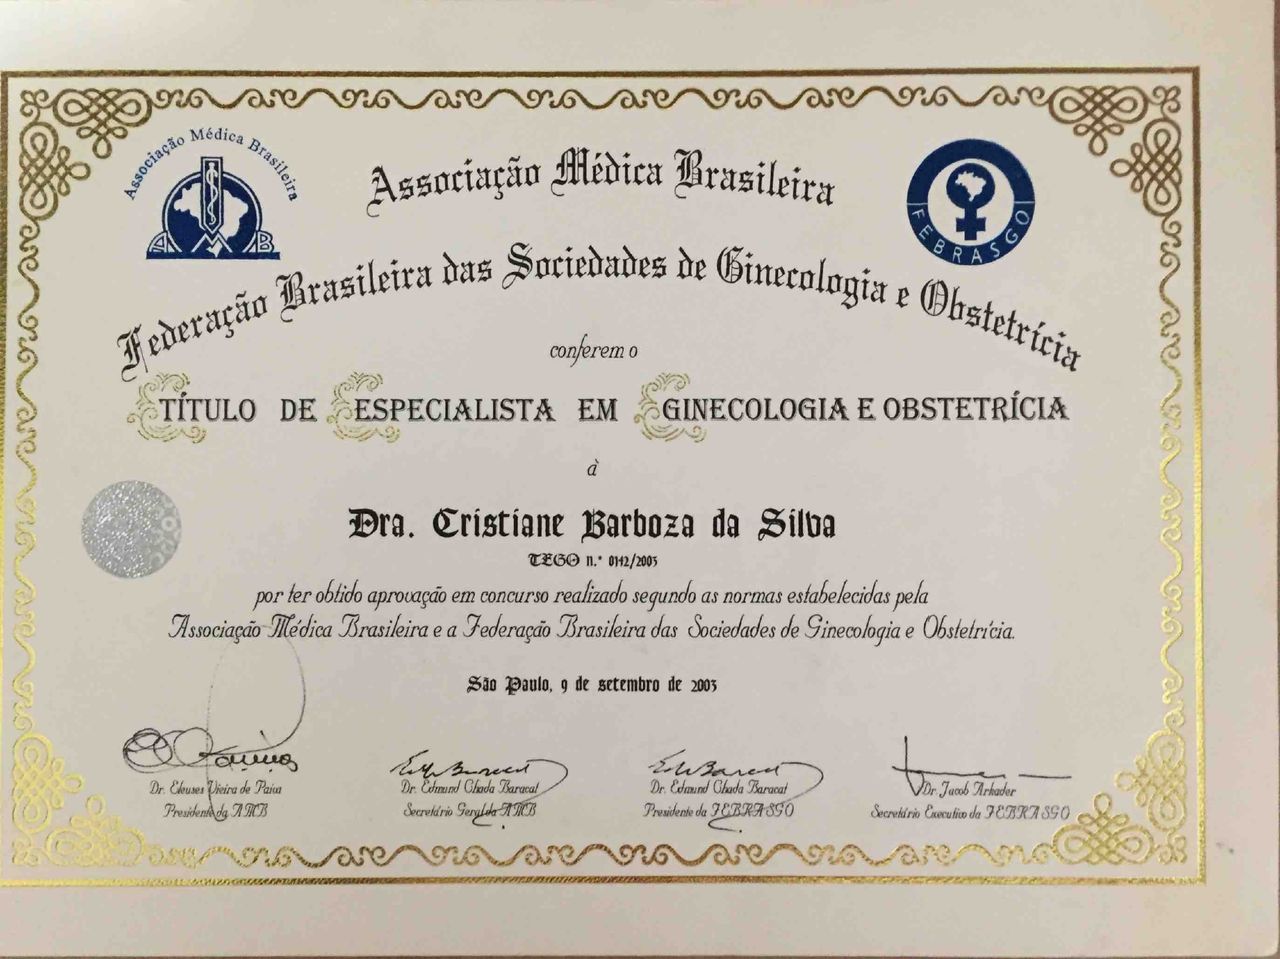 Associação Médica Brasileira
AMB
FEBRASGO
Associação Médica Brasileira
Federação Brasileira das Sociedades de Ginecologia e Obstetrícia
conferem o
TÍTULO DE ESPECIALISTA EM GINECOLOGIA E OBSTETRÍCIA
à
Dra. Cristiane Barboza da Silva
TEGO n.º 0142/2003
por ter obtido aprovação em concurso realizado segundo as normas estabelecidas pela
Associação Médica Brasileira e a Federação Brasileira das Sociedades de Ginecologia e Obstetrícia.
São Paulo, 9 de setembro de 2003
Dr. Eleuses Vieira de Paiva
Presidente da AMB
Dr. Edmund Chada Baracat
Secretário Geral da AMB
Dr. Edmund Chada Baracat
Presidente da FEBRASGO
Dr. Jacob Arkader
Secretário Executivo da FEBRASGO